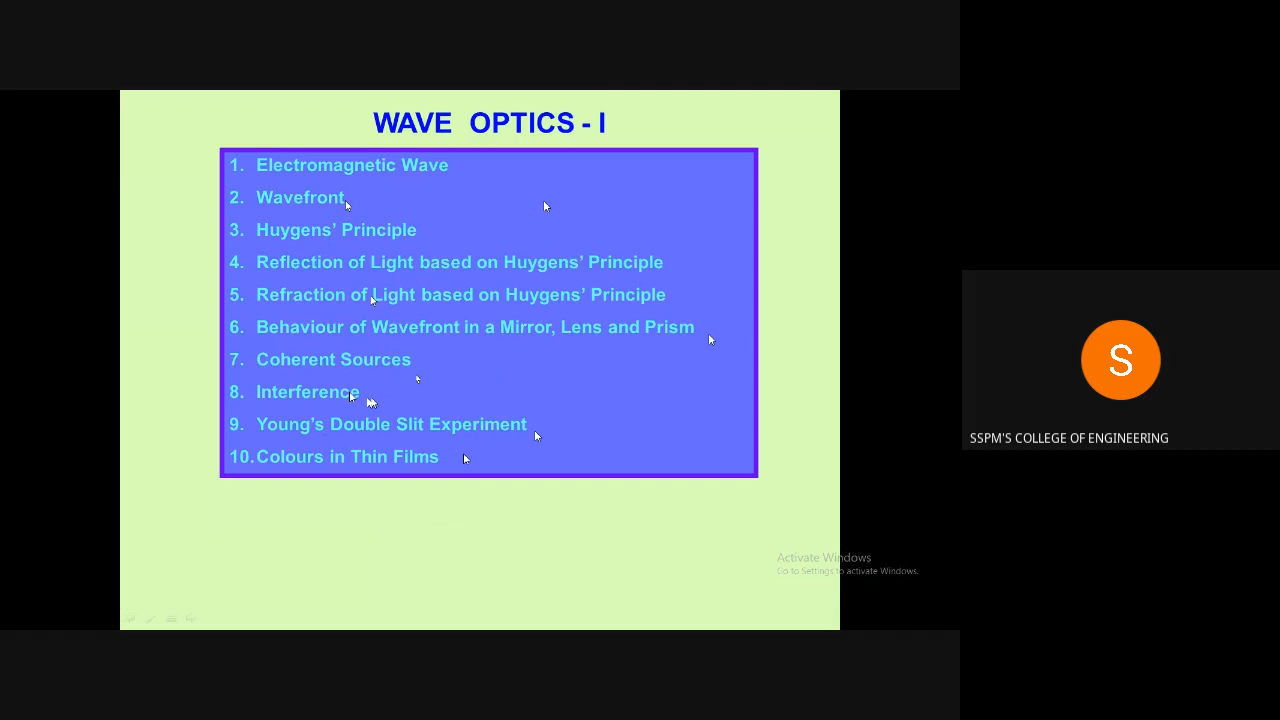 WAVE OPTICS - I
1. Electromagnetic Wave
2. Wavefront
3. Huygens’ Principle
4. Reflection of Light based on Huygens’ Principle
5. Refraction of Light based on Huygens’ Principle
6. Behaviour of Wavefront in a Mirror, Lens and Prism
7. Coherent Sources
8. Interference
9. Young’s Double Slit Experiment
10. Colours in Thin Films
S
SSPM'S COLLEGE OF ENGINEERING
Activate Windows
Go to Settings to activate Windows.